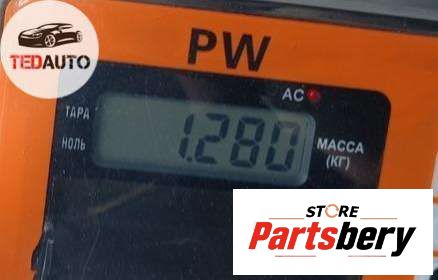 TEDAUTO
PW
AC
ТАРА
НОЛЬ
1.280
МАССА
(КГ)
STORE
Partsbery